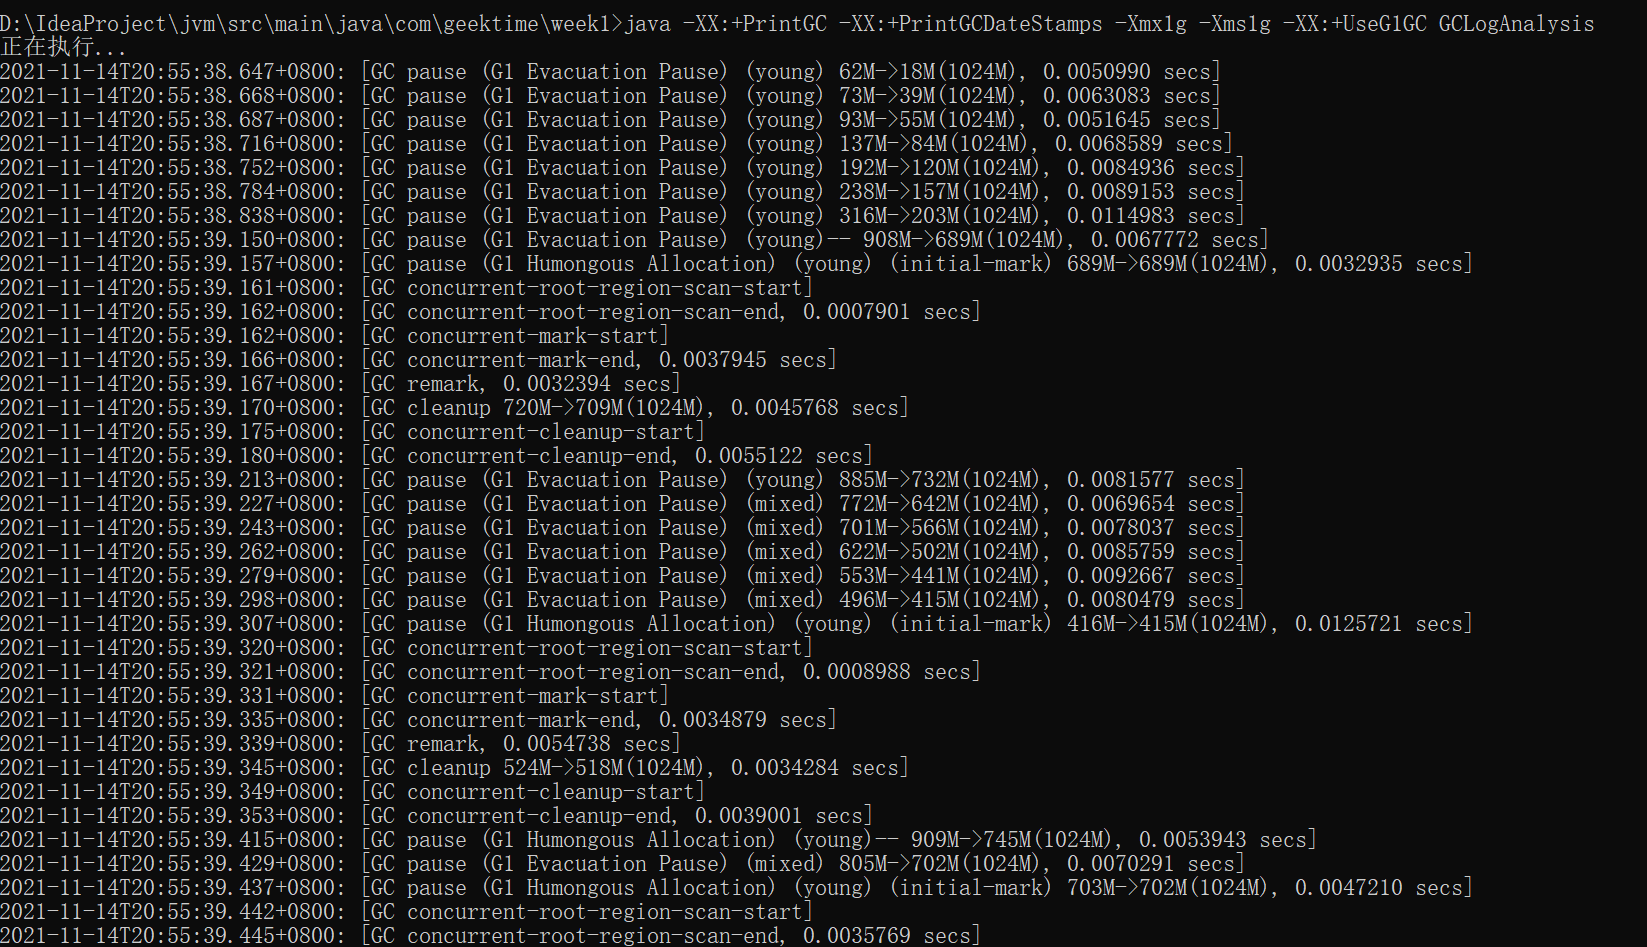 D:\IdeaProject\jvm\src\main\java\com\geektime\week1>java -XX:+PrintGC -XX:+PrintGCDateStamps -Xmx1g -Xms1g -XX:+UseG1GC GCLogAnalysis
正在执行...
2021-11-14T20:55:38.647+0800: [GC pause (G1 Evacuation Pause) (young) 62M->18M(1024M), 0.0050990 secs]
2021-11-14T20:55:38.668+0800: [GC pause (G1 Evacuation Pause) (young) 73M->39M(1024M), 0.0063083 secs]
2021-11-14T20:55:38.687+0800: [GC pause (G1 Evacuation Pause) (young) 93M->55M(1024M), 0.0051645 secs]
2021-11-14T20:55:38.716+0800: [GC pause (G1 Evacuation Pause) (young) 137M->84M(1024M), 0.0068589 secs]
2021-11-14T20:55:38.752+0800: [GC pause (G1 Evacuation Pause) (young) 192M->120M(1024M), 0.0084936 secs]
2021-11-14T20:55:38.784+0800: [GC pause (G1 Evacuation Pause) (young) 238M->157M(1024M), 0.0089153 secs]
2021-11-14T20:55:38.838+0800: [GC pause (G1 Evacuation Pause) (young) 316M->203M(1024M), 0.0114983 secs]
2021-11-14T20:55:39.150+0800: [GC pause (G1 Evacuation Pause) (young)-- 908M->689M(1024M), 0.0067772 secs]
2021-11-14T20:55:39.157+0800: [GC pause (G1 Humongous Allocation) (young) (initial-mark) 689M->689M(1024M), 0.0032935 secs]
2021-11-14T20:55:39.161+0800: [GC concurrent-root-region-scan-start]
2021-11-14T20:55:39.162+0800: [GC concurrent-root-region-scan-end, 0.0007901 secs]
2021-11-14T20:55:39.162+0800: [GC concurrent-mark-start]
2021-11-14T20:55:39.166+0800: [GC concurrent-mark-end, 0.0037945 secs]
2021-11-14T20:55:39.167+0800: [GC remark, 0.0032394 secs]
2021-11-14T20:55:39.170+0800: [GC cleanup 720M->709M(1024M), 0.0045768 secs]
2021-11-14T20:55:39.175+0800: [GC concurrent-cleanup-start]
2021-11-14T20:55:39.180+0800: [GC concurrent-cleanup-end, 0.0055122 secs]
2021-11-14T20:55:39.213+0800: [GC pause (G1 Evacuation Pause) (young) 885M->732M(1024M), 0.0081577 secs]
2021-11-14T20:55:39.227+0800: [GC pause (G1 Evacuation Pause) (mixed) 772M->642M(1024M), 0.0069654 secs]
2021-11-14T20:55:39.243+0800: [GC pause (G1 Evacuation Pause) (mixed) 701M->566M(1024M), 0.0078037 secs]
2021-11-14T20:55:39.262+0800: [GC pause (G1 Evacuation Pause) (mixed) 622M->502M(1024M), 0.0085759 secs]
2021-11-14T20:55:39.279+0800: [GC pause (G1 Evacuation Pause) (mixed) 553M->441M(1024M), 0.0092667 secs]
2021-11-14T20:55:39.298+0800: [GC pause (G1 Evacuation Pause) (mixed) 496M->415M(1024M), 0.0080479 secs]
2021-11-14T20:55:39.307+0800: [GC pause (G1 Humongous Allocation) (young) (initial-mark) 416M->415M(1024M), 0.0125721 secs]
2021-11-14T20:55:39.320+0800: [GC concurrent-root-region-scan-start]
2021-11-14T20:55:39.321+0800: [GC concurrent-root-region-scan-end, 0.0008988 secs]
2021-11-14T20:55:39.331+0800: [GC concurrent-mark-start]
2021-11-14T20:55:39.335+0800: [GC concurrent-mark-end, 0.0034879 secs]
2021-11-14T20:55:39.339+0800: [GC remark, 0.0054738 secs]
2021-11-14T20:55:39.345+0800: [GC cleanup 524M->518M(1024M), 0.0034284 secs]
2021-11-14T20:55:39.349+0800: [GC concurrent-cleanup-start]
2021-11-14T20:55:39.353+0800: [GC concurrent-cleanup-end, 0.0039001 secs]
2021-11-14T20:55:39.415+0800: [GC pause (G1 Humongous Allocation) (young)-- 909M->745M(1024M), 0.0053943 secs]
2021-11-14T20:55:39.429+0800: [GC pause (G1 Evacuation Pause) (mixed) 805M->702M(1024M), 0.0070291 secs]
2021-11-14T20:55:39.437+0800: [GC pause (G1 Humongous Allocation) (young) (initial-mark) 703M->702M(1024M), 0.0047210 secs]
2021-11-14T20:55:39.442+0800: [GC concurrent-root-region-scan-start]
2021-11-14T20:55:39.445+0800: [GC concurrent-root-region-scan-end, 0.0035769 secs]